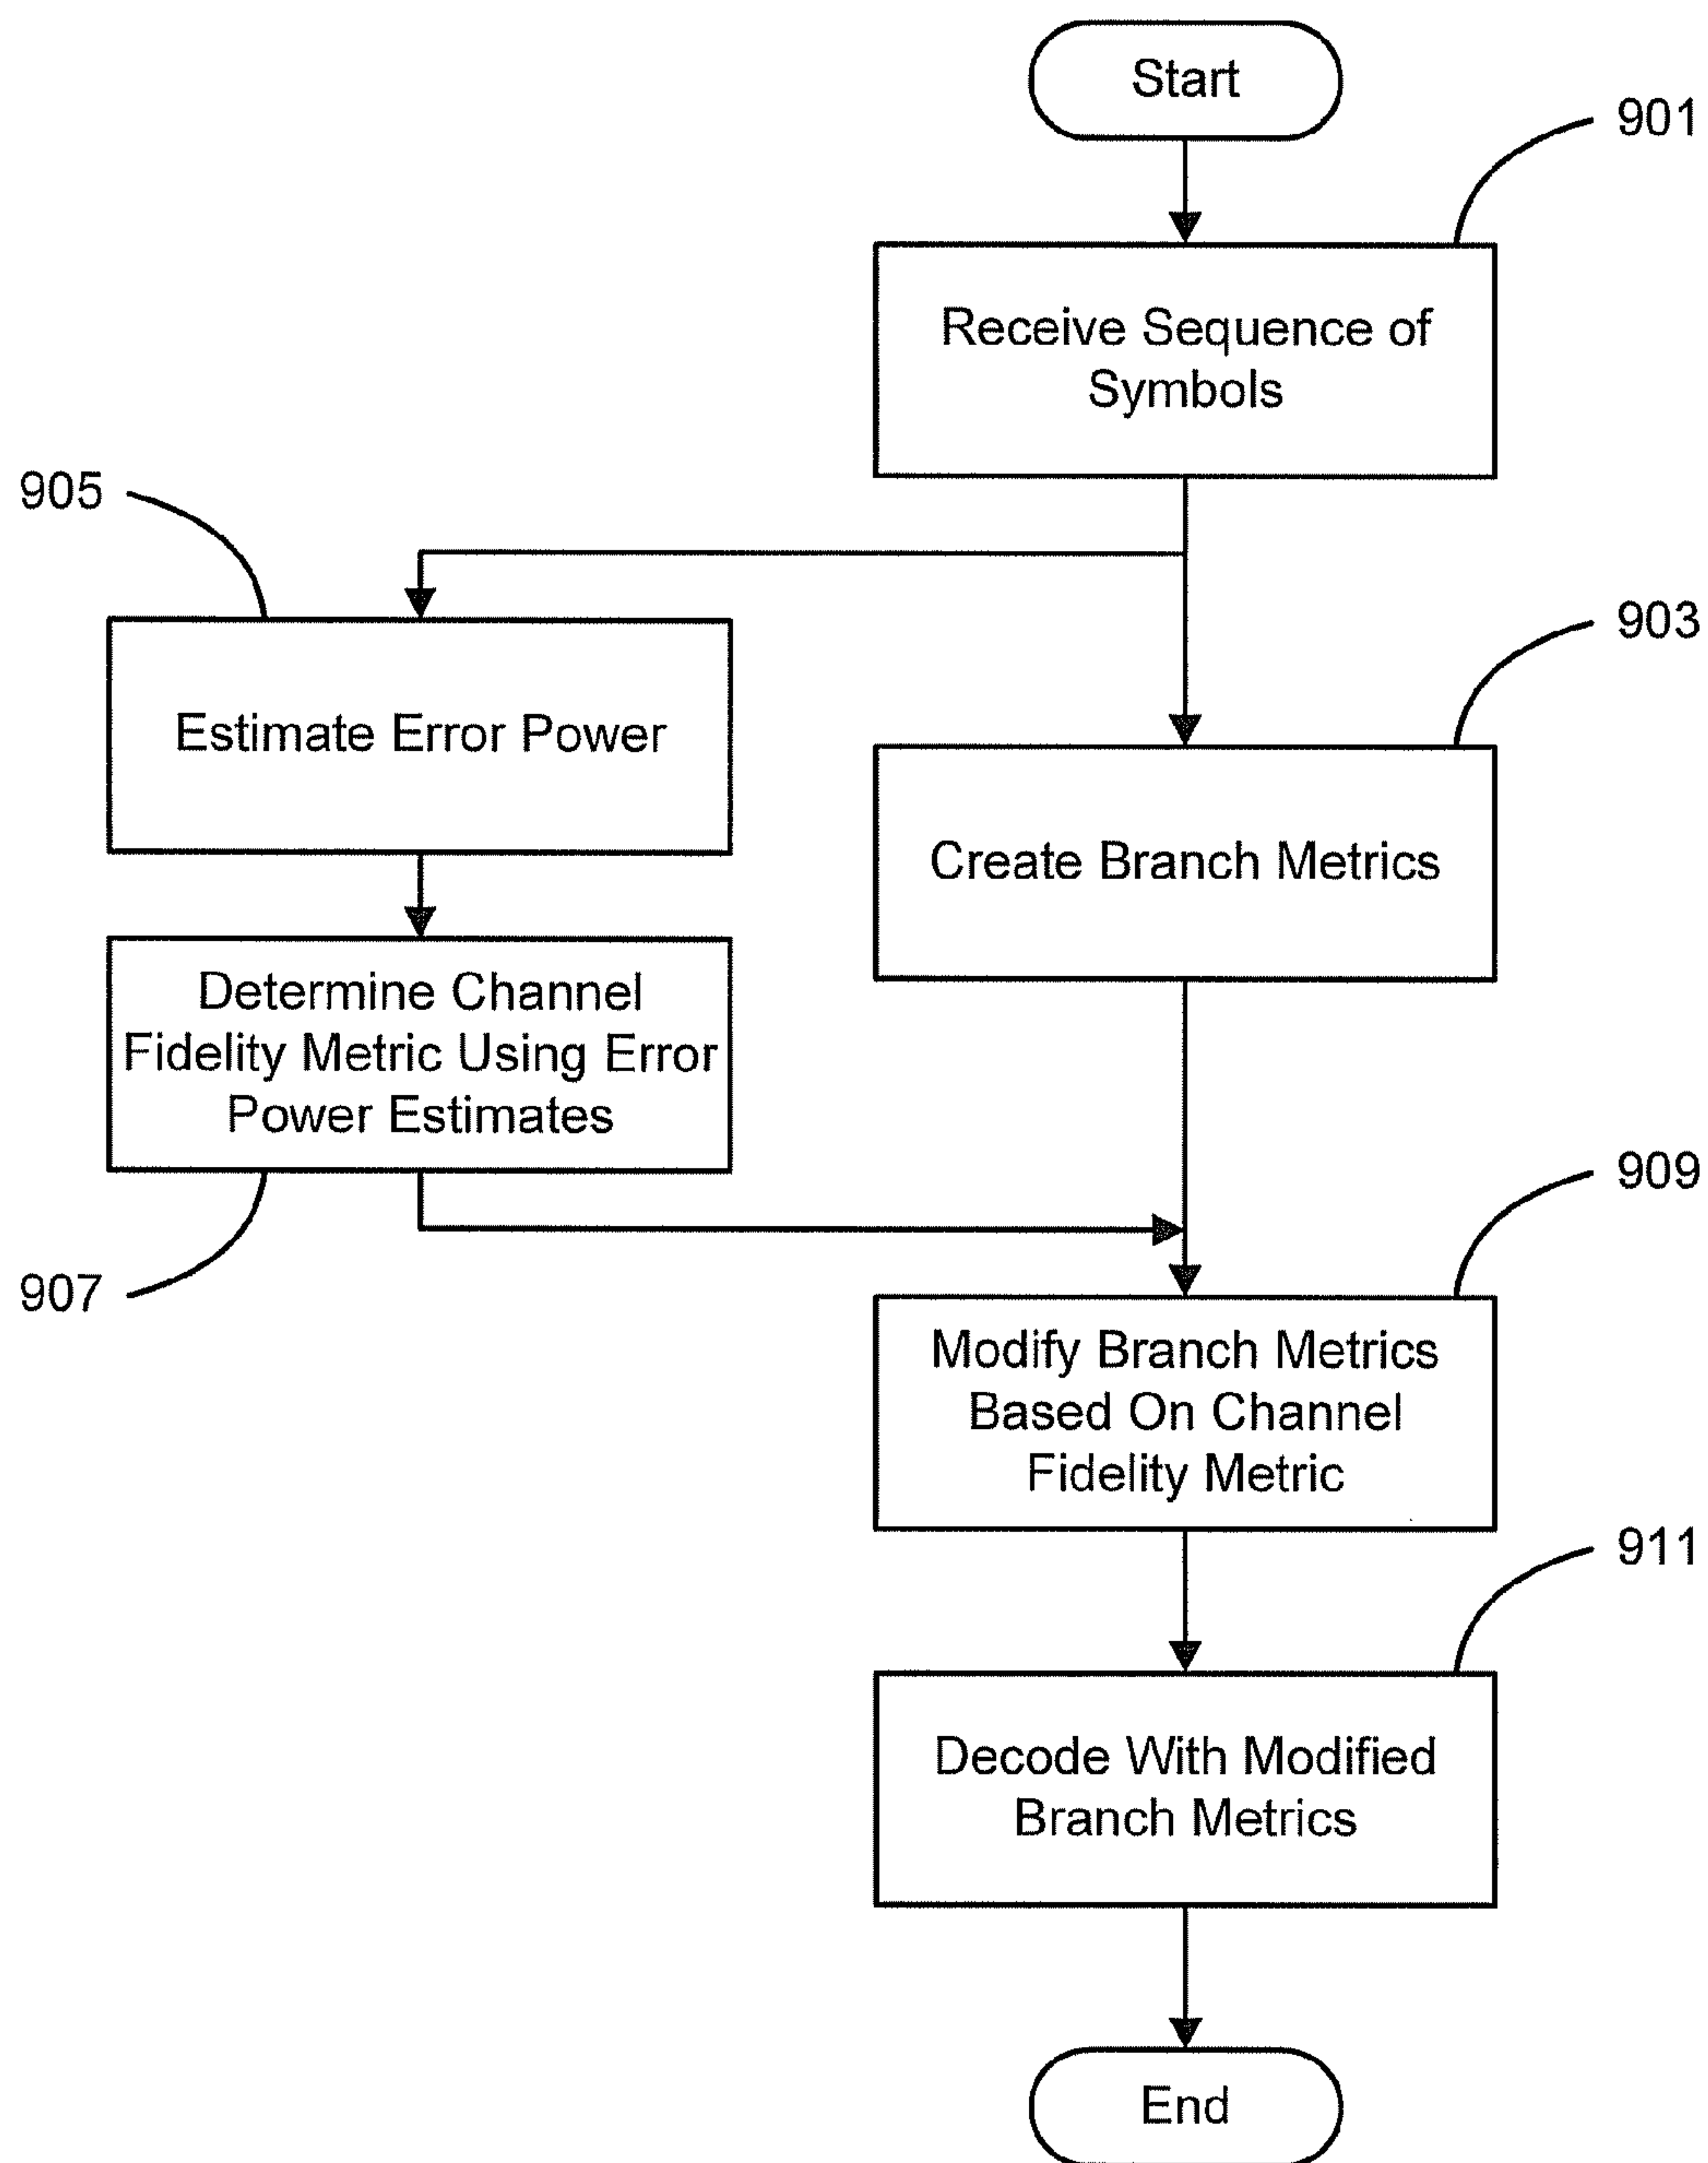 Start
901
Receive Sequence of
Symbols
905
903
Estimate Error Power
Create Branch Metrics
Determine Channel
Fidelity Metric Using Error
Power Estimates
909
907
Modify Branch Metrics
Based On Channel
Fidelity Metric
911
Decode With Modified
Branch Metrics
End